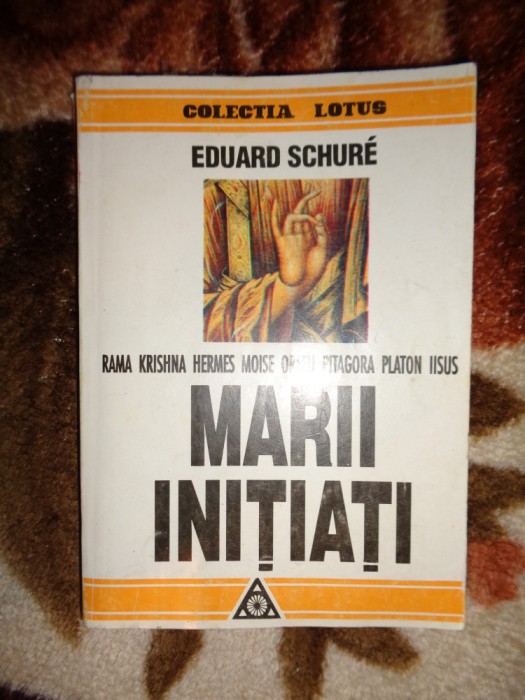 COLECTIA LOTUS
EDUARD SCHURÉ
RAMA KRISHNA HERMES MOISE ORFEU PITAGORA PLATON IISUS
MARII
INIȚIAȚI